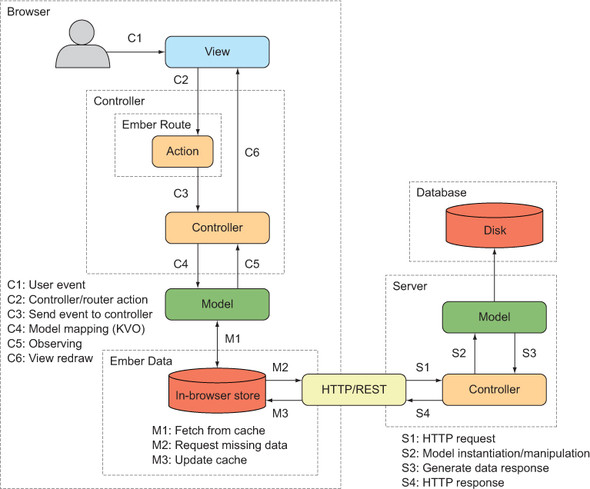 Browser
C1
View
C2
Controller
Ember Route
Action
C6
C3
Controller
C4
C5
Model
C1: User event
C2: Controller/router action
C3: Send event to controller
C4: Model mapping (KVO)
C5: Observing
C6: View redraw
M1
Ember Data
In-browser store
M2
M3
M1: Fetch from cache
M2: Request missing data
M3: Update cache
HTTP/REST
Database
Disk
Server
Model
S2
S3
S1
Controller
S4
S1: HTTP request
S2: Model instantiation/manipulation
S3: Generate data response
S4: HTTP response